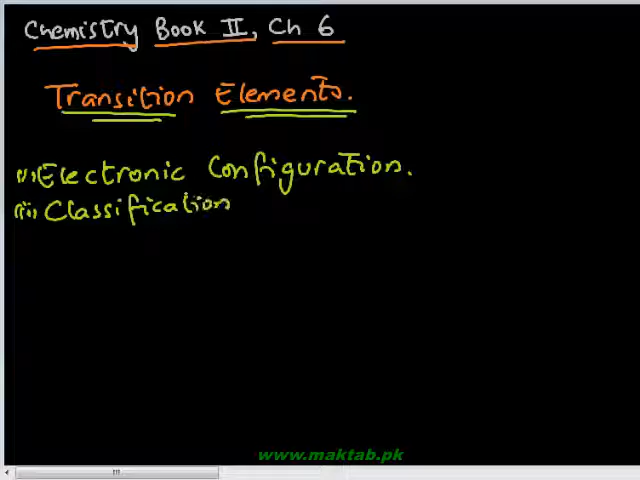 Chemistry Book II, Ch 6
Transition Elements.
(i) Electronic Configuration.
(ii) Classification
www.maktab.pk